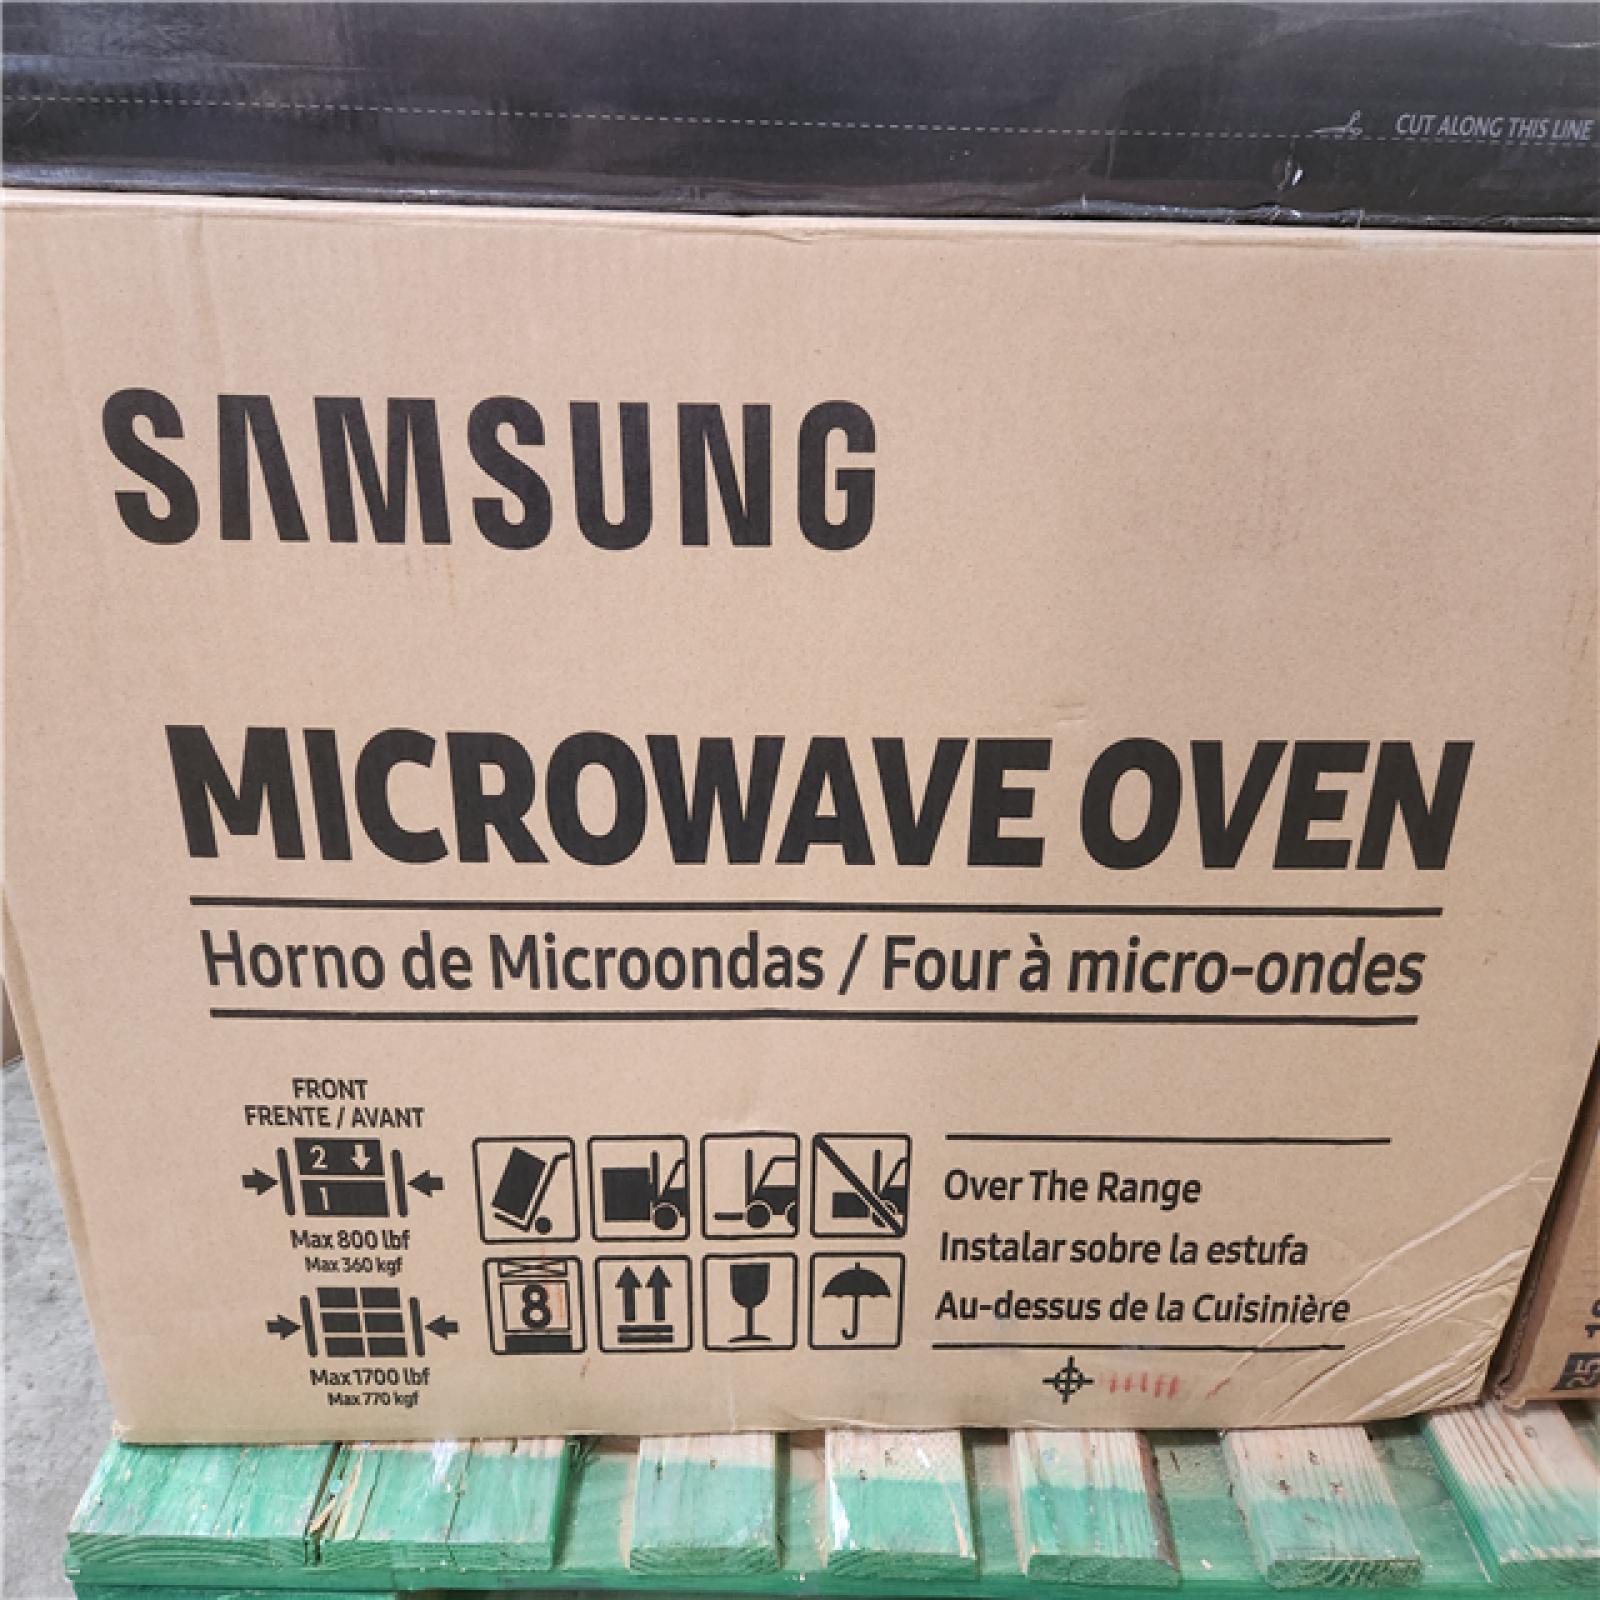 CUT ALONG THIS LINE
SAMSUNG
MICROWAVE OVEN
Horno de Microondas / Four à micro-ondes
FRONT
FRENTE / AVANT
2
1
Max 800 lbf
Max 360 kgf
Max 1700 lbf
Max 770 kgf
8
Over The Range
Instalar sobre la estufa
Au-dessus de la Cuisinière
25